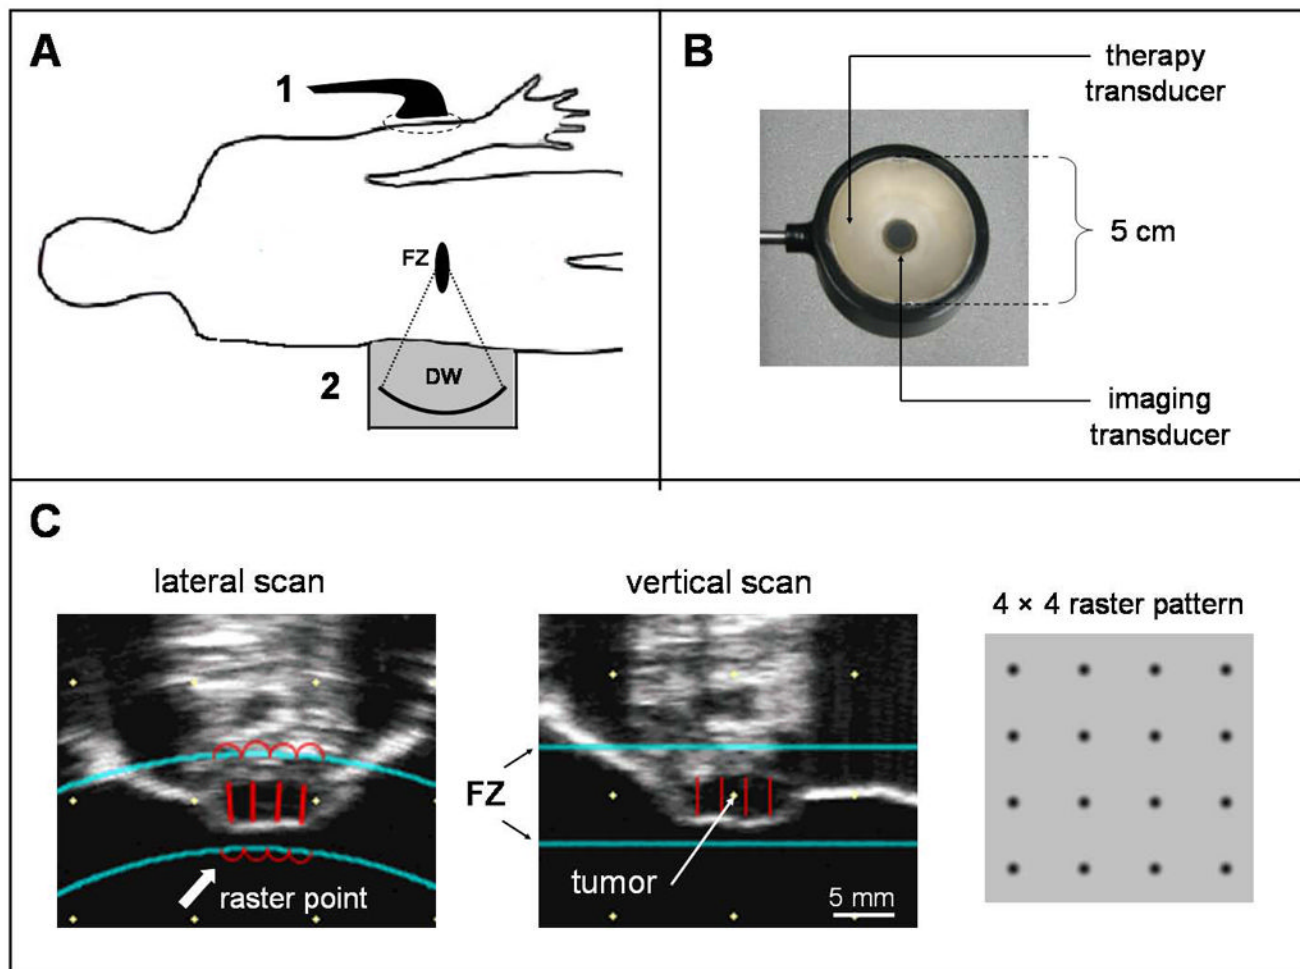 A
1
FZ
DW
2
B
therapy
transducer
5 cm
imaging
transducer
C
lateral scan
vertical scan
4 × 4 raster pattern
FZ
raster point
tumor
5 mm